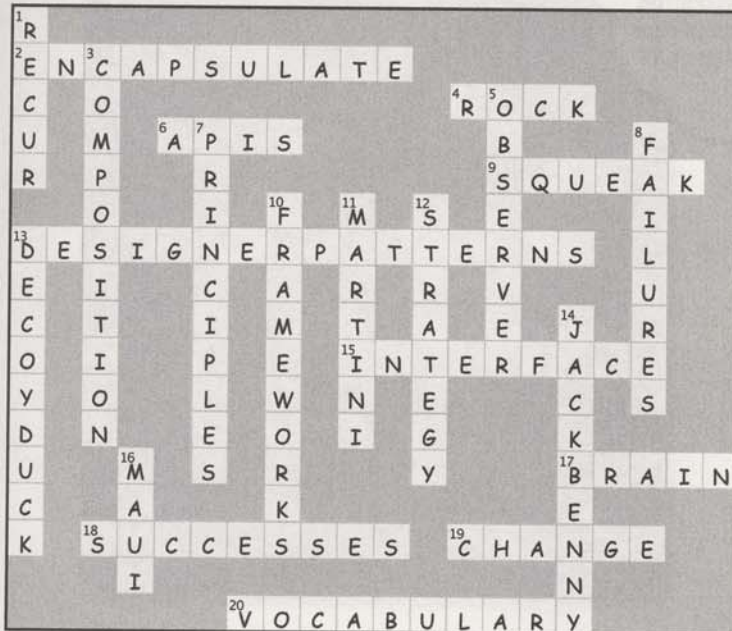 1 R
2 E N 3 C A P S U L A T E
C O 4 R 5 O C K
U M 6 A 7 P I S B 8 F
R P R 9 S Q U E A K
O I 10 F 11 M 12 S E I
13 D E S I G N E R P A T T E R N S L
E I C A R R V U
C T I M T A E 14 J R
O I P E 15 I N T E R F A C E
Y O L W N E C S
D N E O I G K
U 16 M S R Y 17 B R A I N
C A K E
K 18 S U C C E S S E S 19 C H A N G E
I N
20 V O C A B U L A R Y